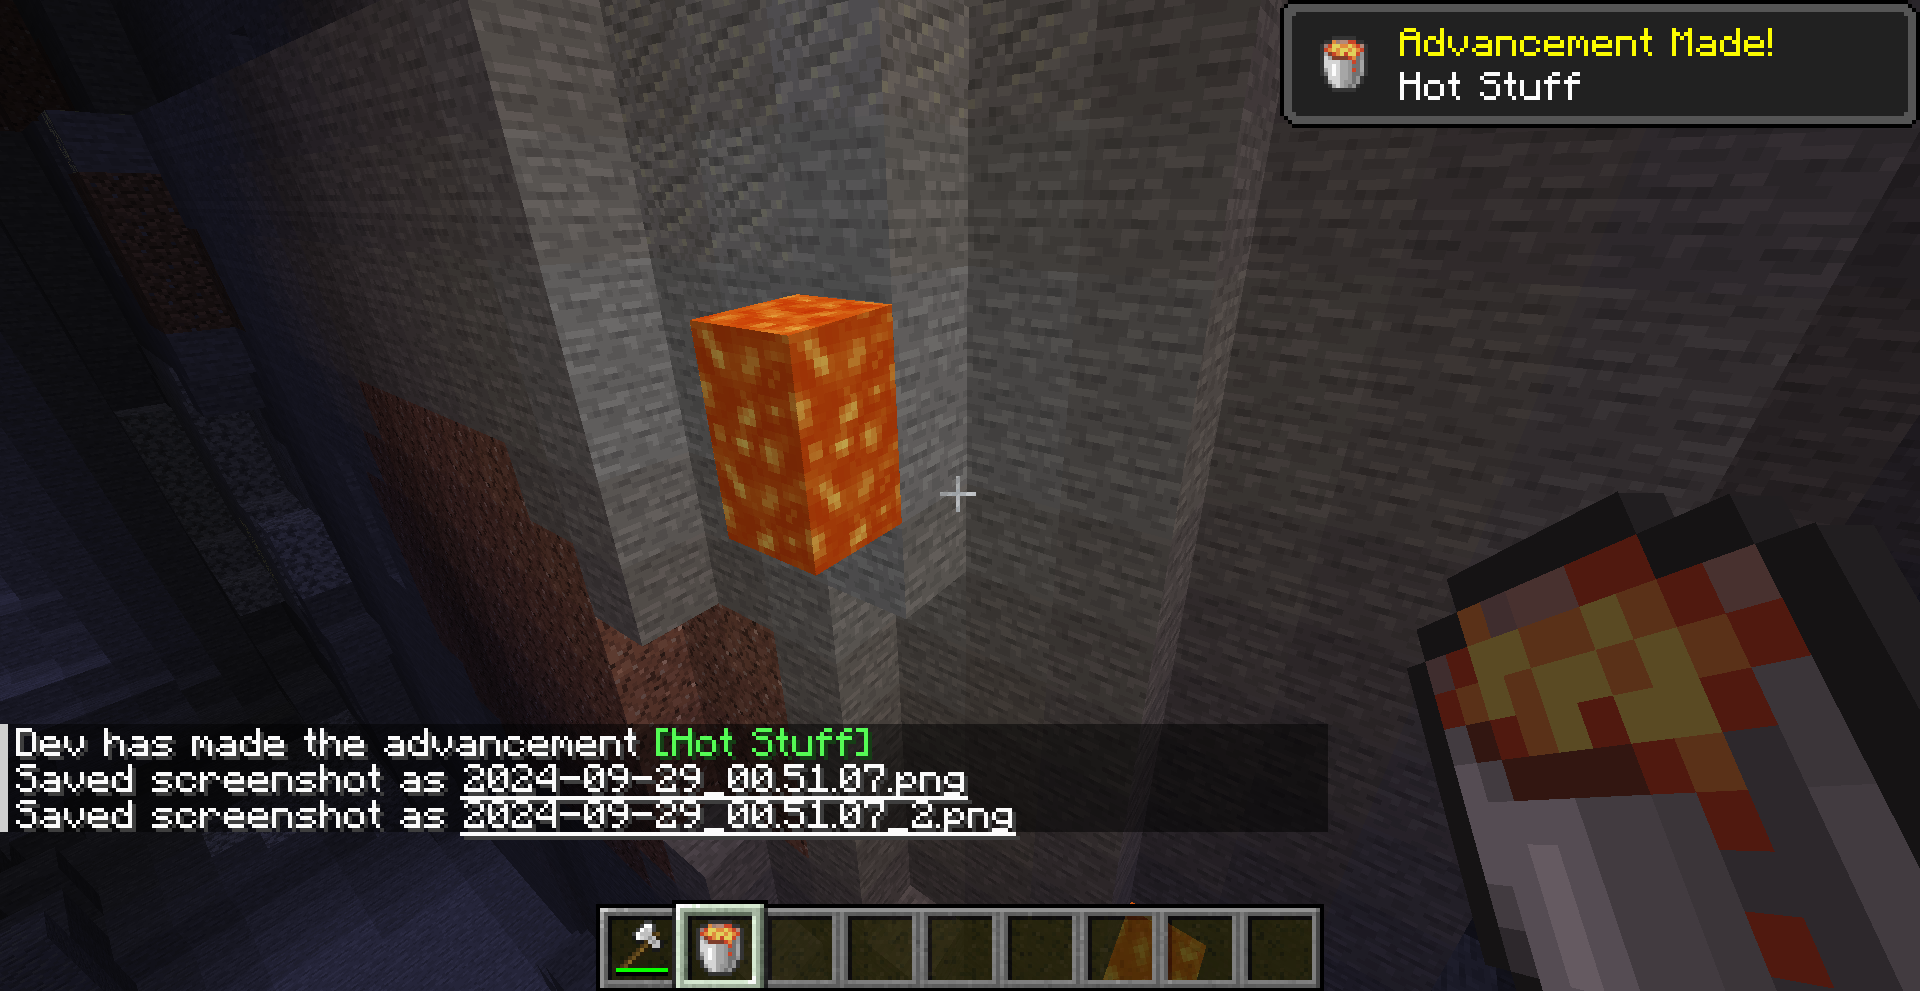 Advancement Made!
Hot Stuff
Dev has made the advancement [Hot Stuff]
Saved screenshot as 2024-09-29_00.51.07.png
Saved screenshot as 2024-09-29_00.51.07_2.png